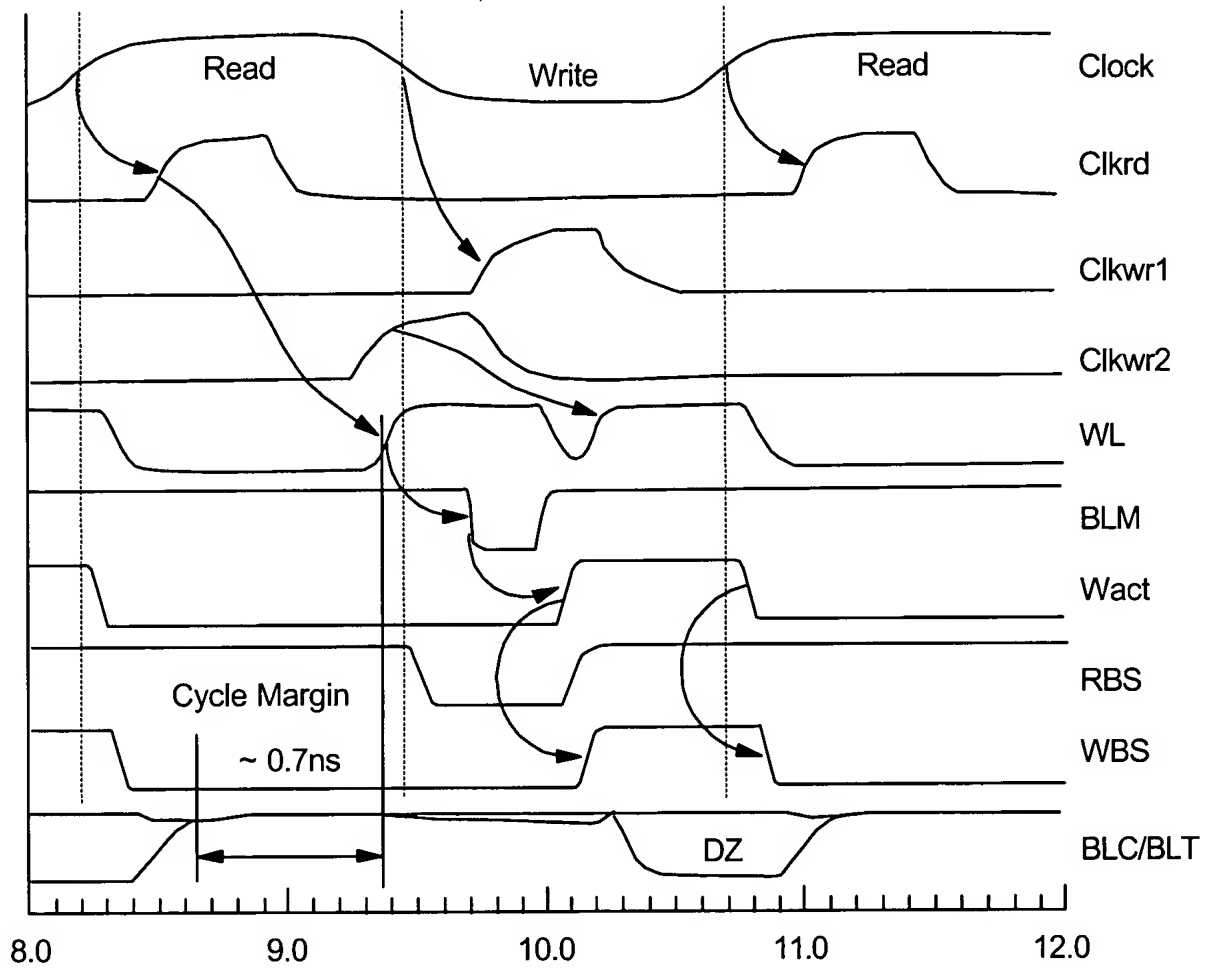 Read
Write
Read
Clock
Clkrd
Clkwr1
Clkwr2
WL
BLM
Wact
RBS
Cycle Margin
~ 0.7ns
WBS
DZ
BLC/BLT
8.0 9.0 10.0 11.0 12.0